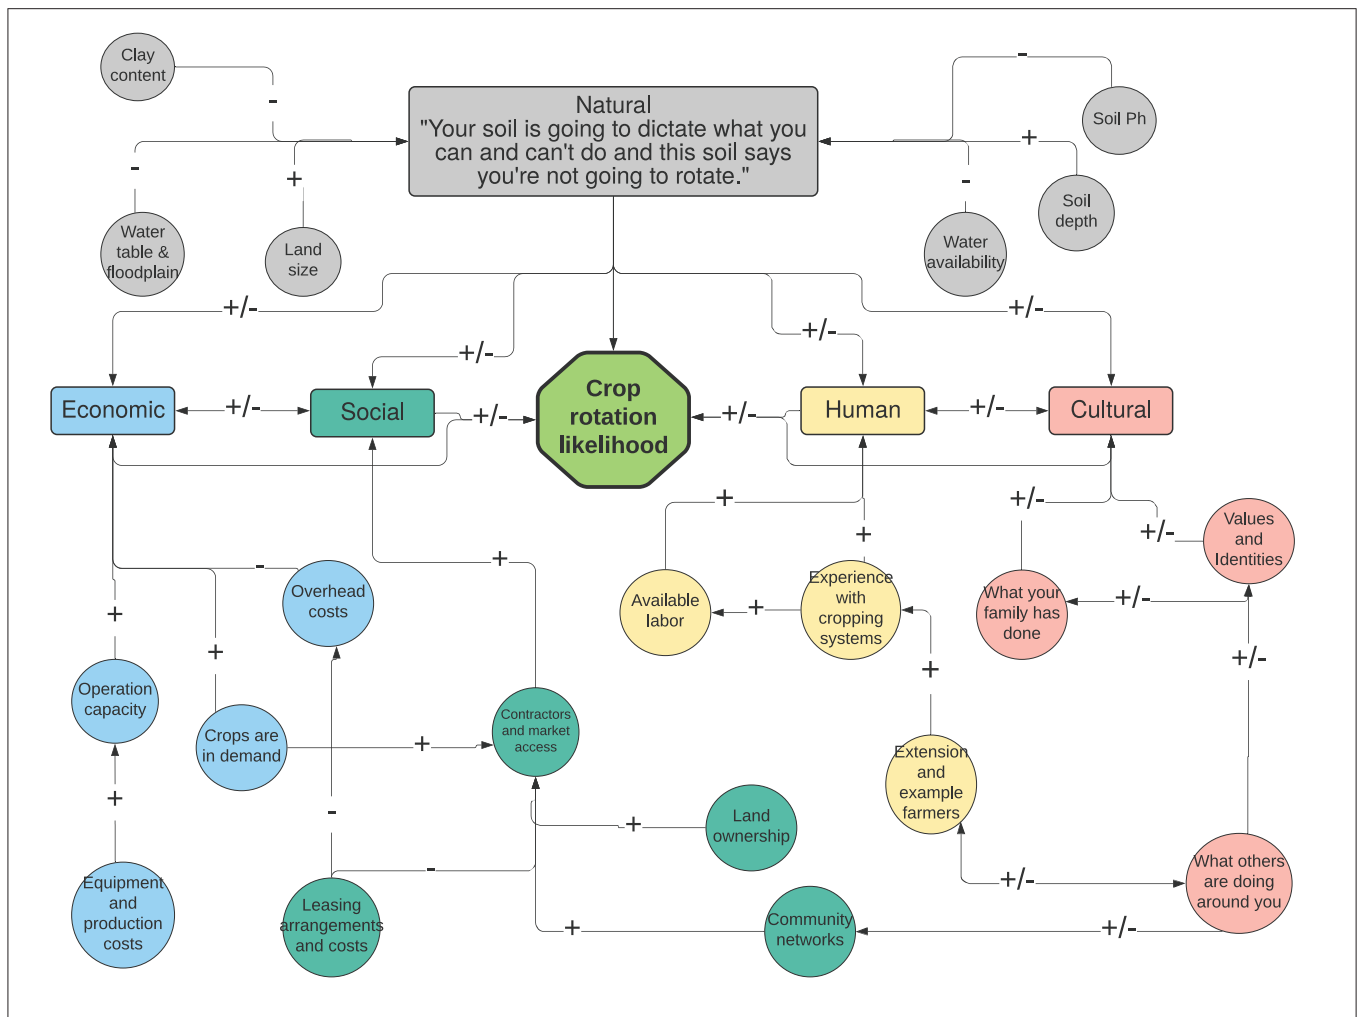 Clay
content
-
-
Natural
"Your soil is going to dictate what you
can and can't do and this soil says
you're not going to rotate."
-
Soil Ph
+
-
+
-
Water
table &
floodplain
Land
size
Water
availability
Soil
depth
+/-
+/-
+/-
+/-
Economic
+/-
Social
+/-
Crop
rotation
likelihood
+/-
Human
+/-
Cultural
+
+/-
+/-
Values
and
Identities
-
+
+
Overhead
costs
Available
labor
+
Experience
with
cropping
systems
What your
family has
done
+/-
+
+
+
+/-
Operation
capacity
Crops are
in demand
+
Contractors
and market
access
Extension
and
example
farmers
+
-
+
Land
ownership
-
Equipment
and
production
costs
Leasing
arrangements
and costs
+
Community
networks
+/-
+/-
What others
are doing
around you